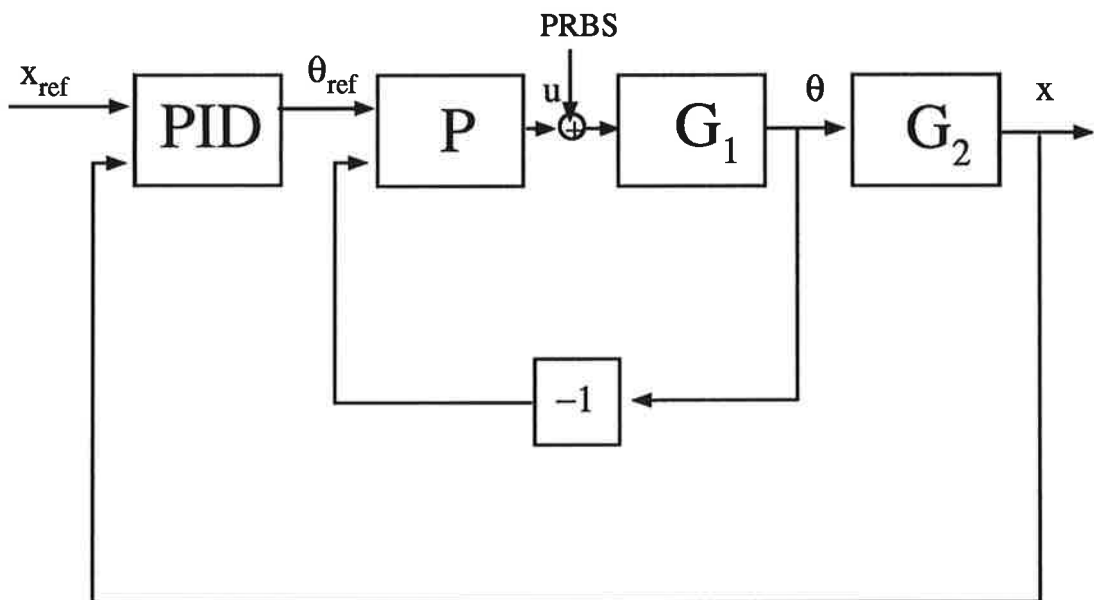 PRBS
x_ref
PID
θ_ref
P
u
+
G_1
θ
G_2
x
−1